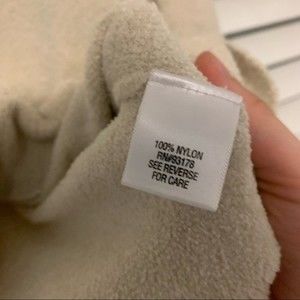 100% NYLON
RN#93178
SEE REVERSE
FOR CARE